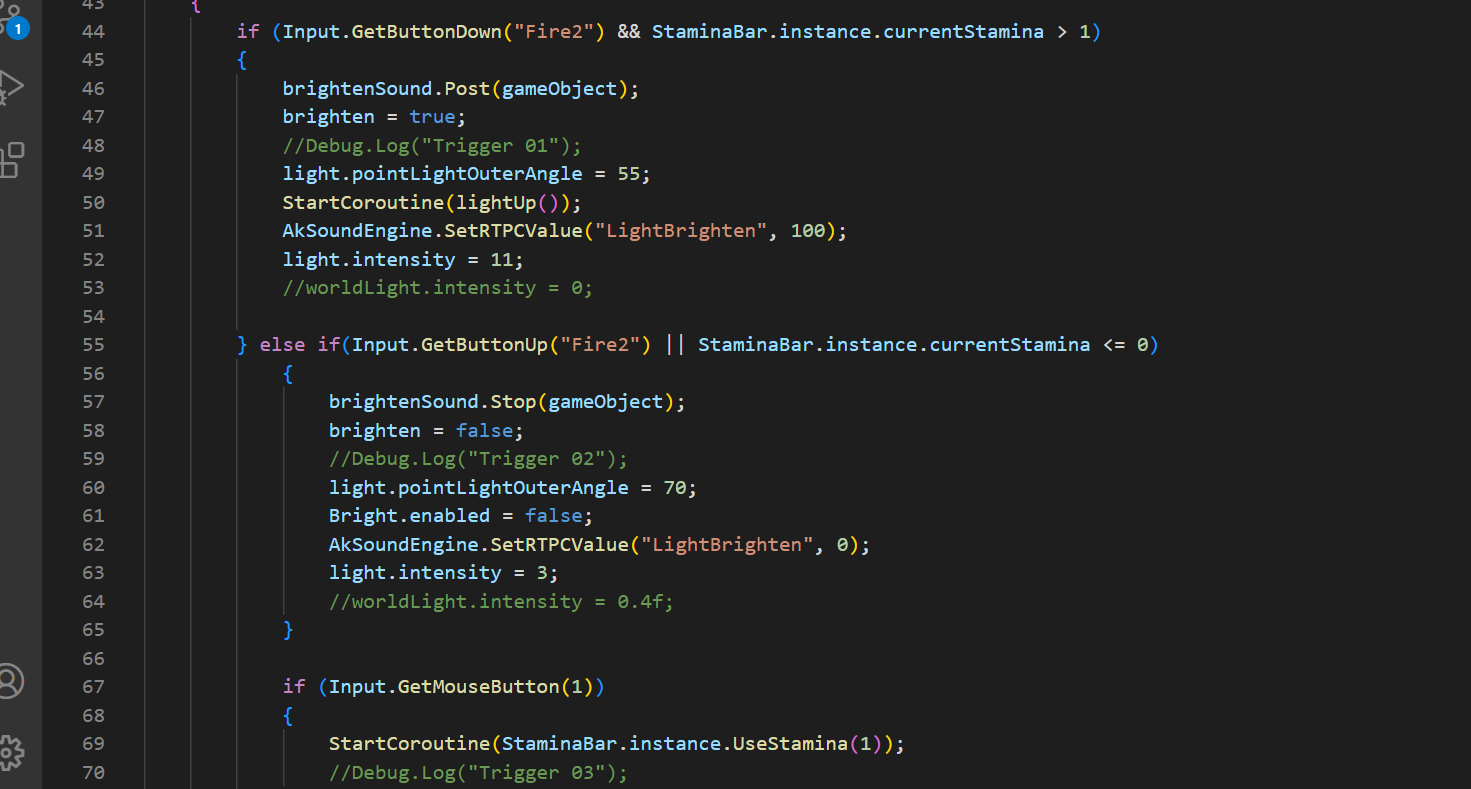 1
43 {
44 if (Input.GetButtonDown("Fire2") && StaminaBar.instance.currentStamina > 1)
45 {
46 brightenSound.Post(gameObject);
47 brighten = true;
48 //Debug.Log("Trigger 01");
49 light.pointLightOuterAngle = 55;
50 StartCoroutine(lightUp());
51 AkSoundEngine.SetRTPCValue("LightBrighten", 100);
52 light.intensity = 11;
53 //worldLight.intensity = 0;
54
55 } else if(Input.GetButtonUp("Fire2") || StaminaBar.instance.currentStamina <= 0)
56 {
57 brightenSound.Stop(gameObject);
58 brighten = false;
59 //Debug.Log("Trigger 02");
60 light.pointLightOuterAngle = 70;
61 Bright.enabled = false;
62 AkSoundEngine.SetRTPCValue("LightBrighten", 0);
63 light.intensity = 3;
64 //worldLight.intensity = 0.4f;
65 }
66
67 if (Input.GetMouseButton(1))
68 {
69 StartCoroutine(StaminaBar.instance.UseStamina(1));
70 //Debug.Log("Trigger 03");